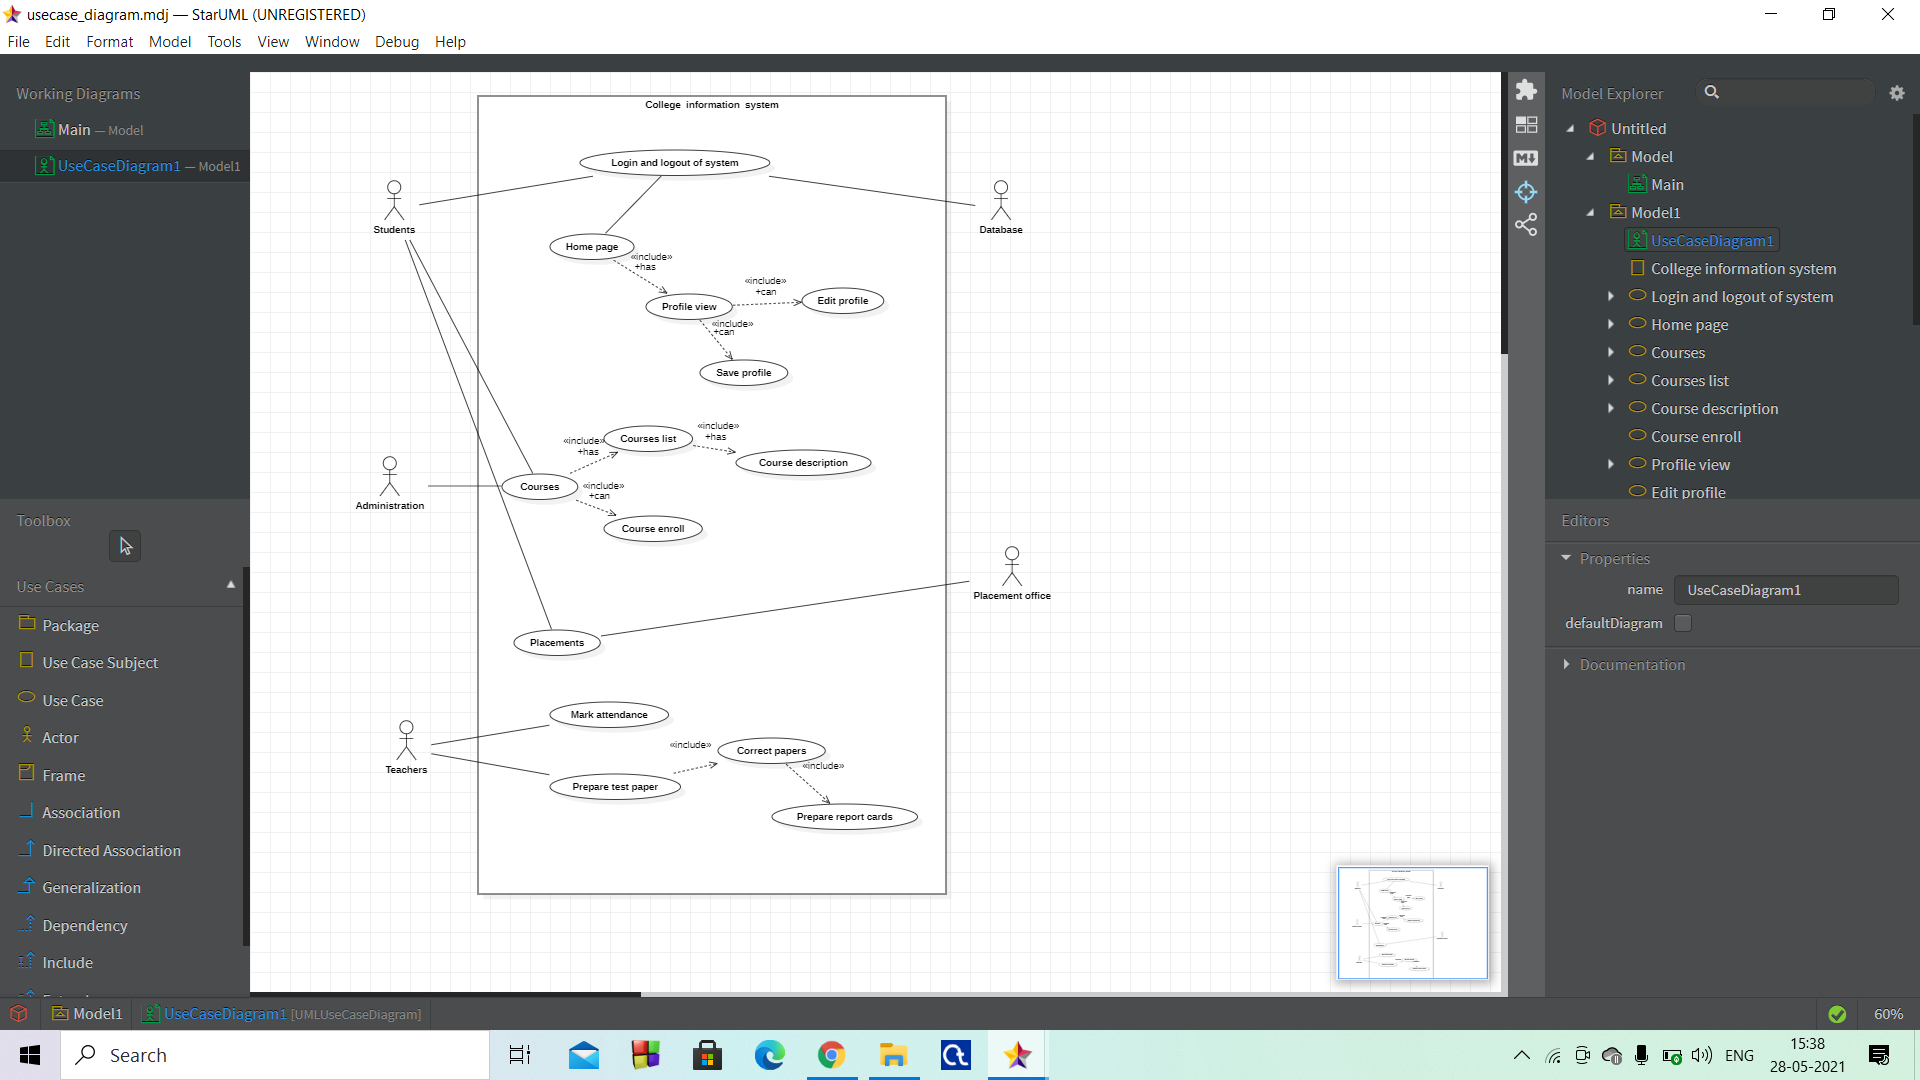 usecase_diagram.mdj — StarUML (UNREGISTERED)
File Edit Format Model Tools View Window Debug Help
Working Diagrams
Main — Model
UseCaseDiagram1 — Model1
Toolbox
Use Cases
Package
Use Case Subject
Use Case
Actor
Frame
Association
Directed Association
Generalization
Dependency
Include
College information system
Login and logout of system
Students
Database
Home page
«include»
+has
«include»
+can
Profile view
Edit profile
«include»
+can
Save profile
«include»
+has
Courses list
«include»
+has
Course description
Administration
Courses
«include»
+can
Course enroll
Placement office
Placements
Mark attendance
Teachers
«include»
Correct papers
«include»
Prepare test paper
Prepare report cards
Model Explorer
Untitled
Model
Main
Model1
UseCaseDiagram1
College information system
Login and logout of system
Home page
Courses
Courses list
Course description
Course enroll
Profile view
Edit profile
Editors
Properties
name UseCaseDiagram1
defaultDiagram
Documentation
Model1 UseCaseDiagram1 [UMLUseCaseDiagram]
60%
Search
ENG
15:38
28-05-2021